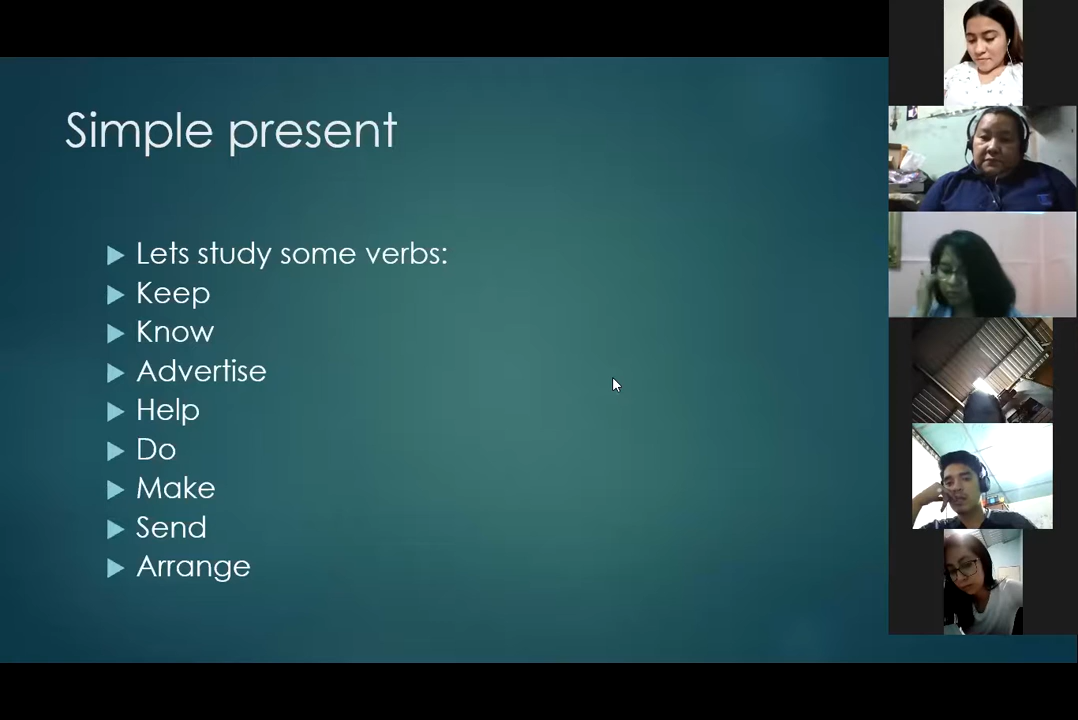 Simple present
Lets study some verbs:
Keep
Know
Advertise
Help
Do
Make
Send
Arrange